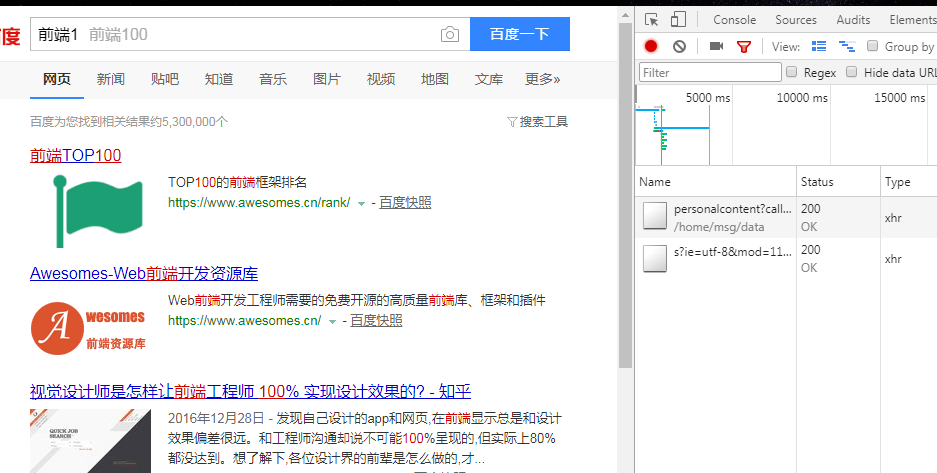 百度 前端1 前端100 百度一下
网页 新闻 贴吧 知道 音乐 图片 视频 地图 文库 更多»
百度为您找到相关结果约5,300,000个 搜索工具
前端TOP100
TOP100的前端框架排名
https://www.awesomes.cn/rank/ - 百度快照
Awesomes-Web前端开发资源库
Awesomes
前端资源库
Web前端开发工程师需要的免费开源的高质量前端库、框架和插件
https://www.awesomes.cn/ - 百度快照
视觉设计师是怎样让前端工程师 100% 实现设计效果的? - 知乎
QUICK JOB
SEARCH
2016年12月28日 - 发现自己设计的app和网页,在前端显示总是和设计
效果偏差很远。和工程师沟通却说不可能100%呈现的,但实际上80%
都没达到。想了解下,各位设计界的前辈是怎么做的,才...
Console Sources Audits Elements
View: Group by
Filter Regex Hide data URL
5000 ms 10000 ms 15000 ms
Name Status Type
personalcontent?call... 200 xhr
/home/msg/data OK
s?ie=utf-8&mod=11... 200 xhr
OK